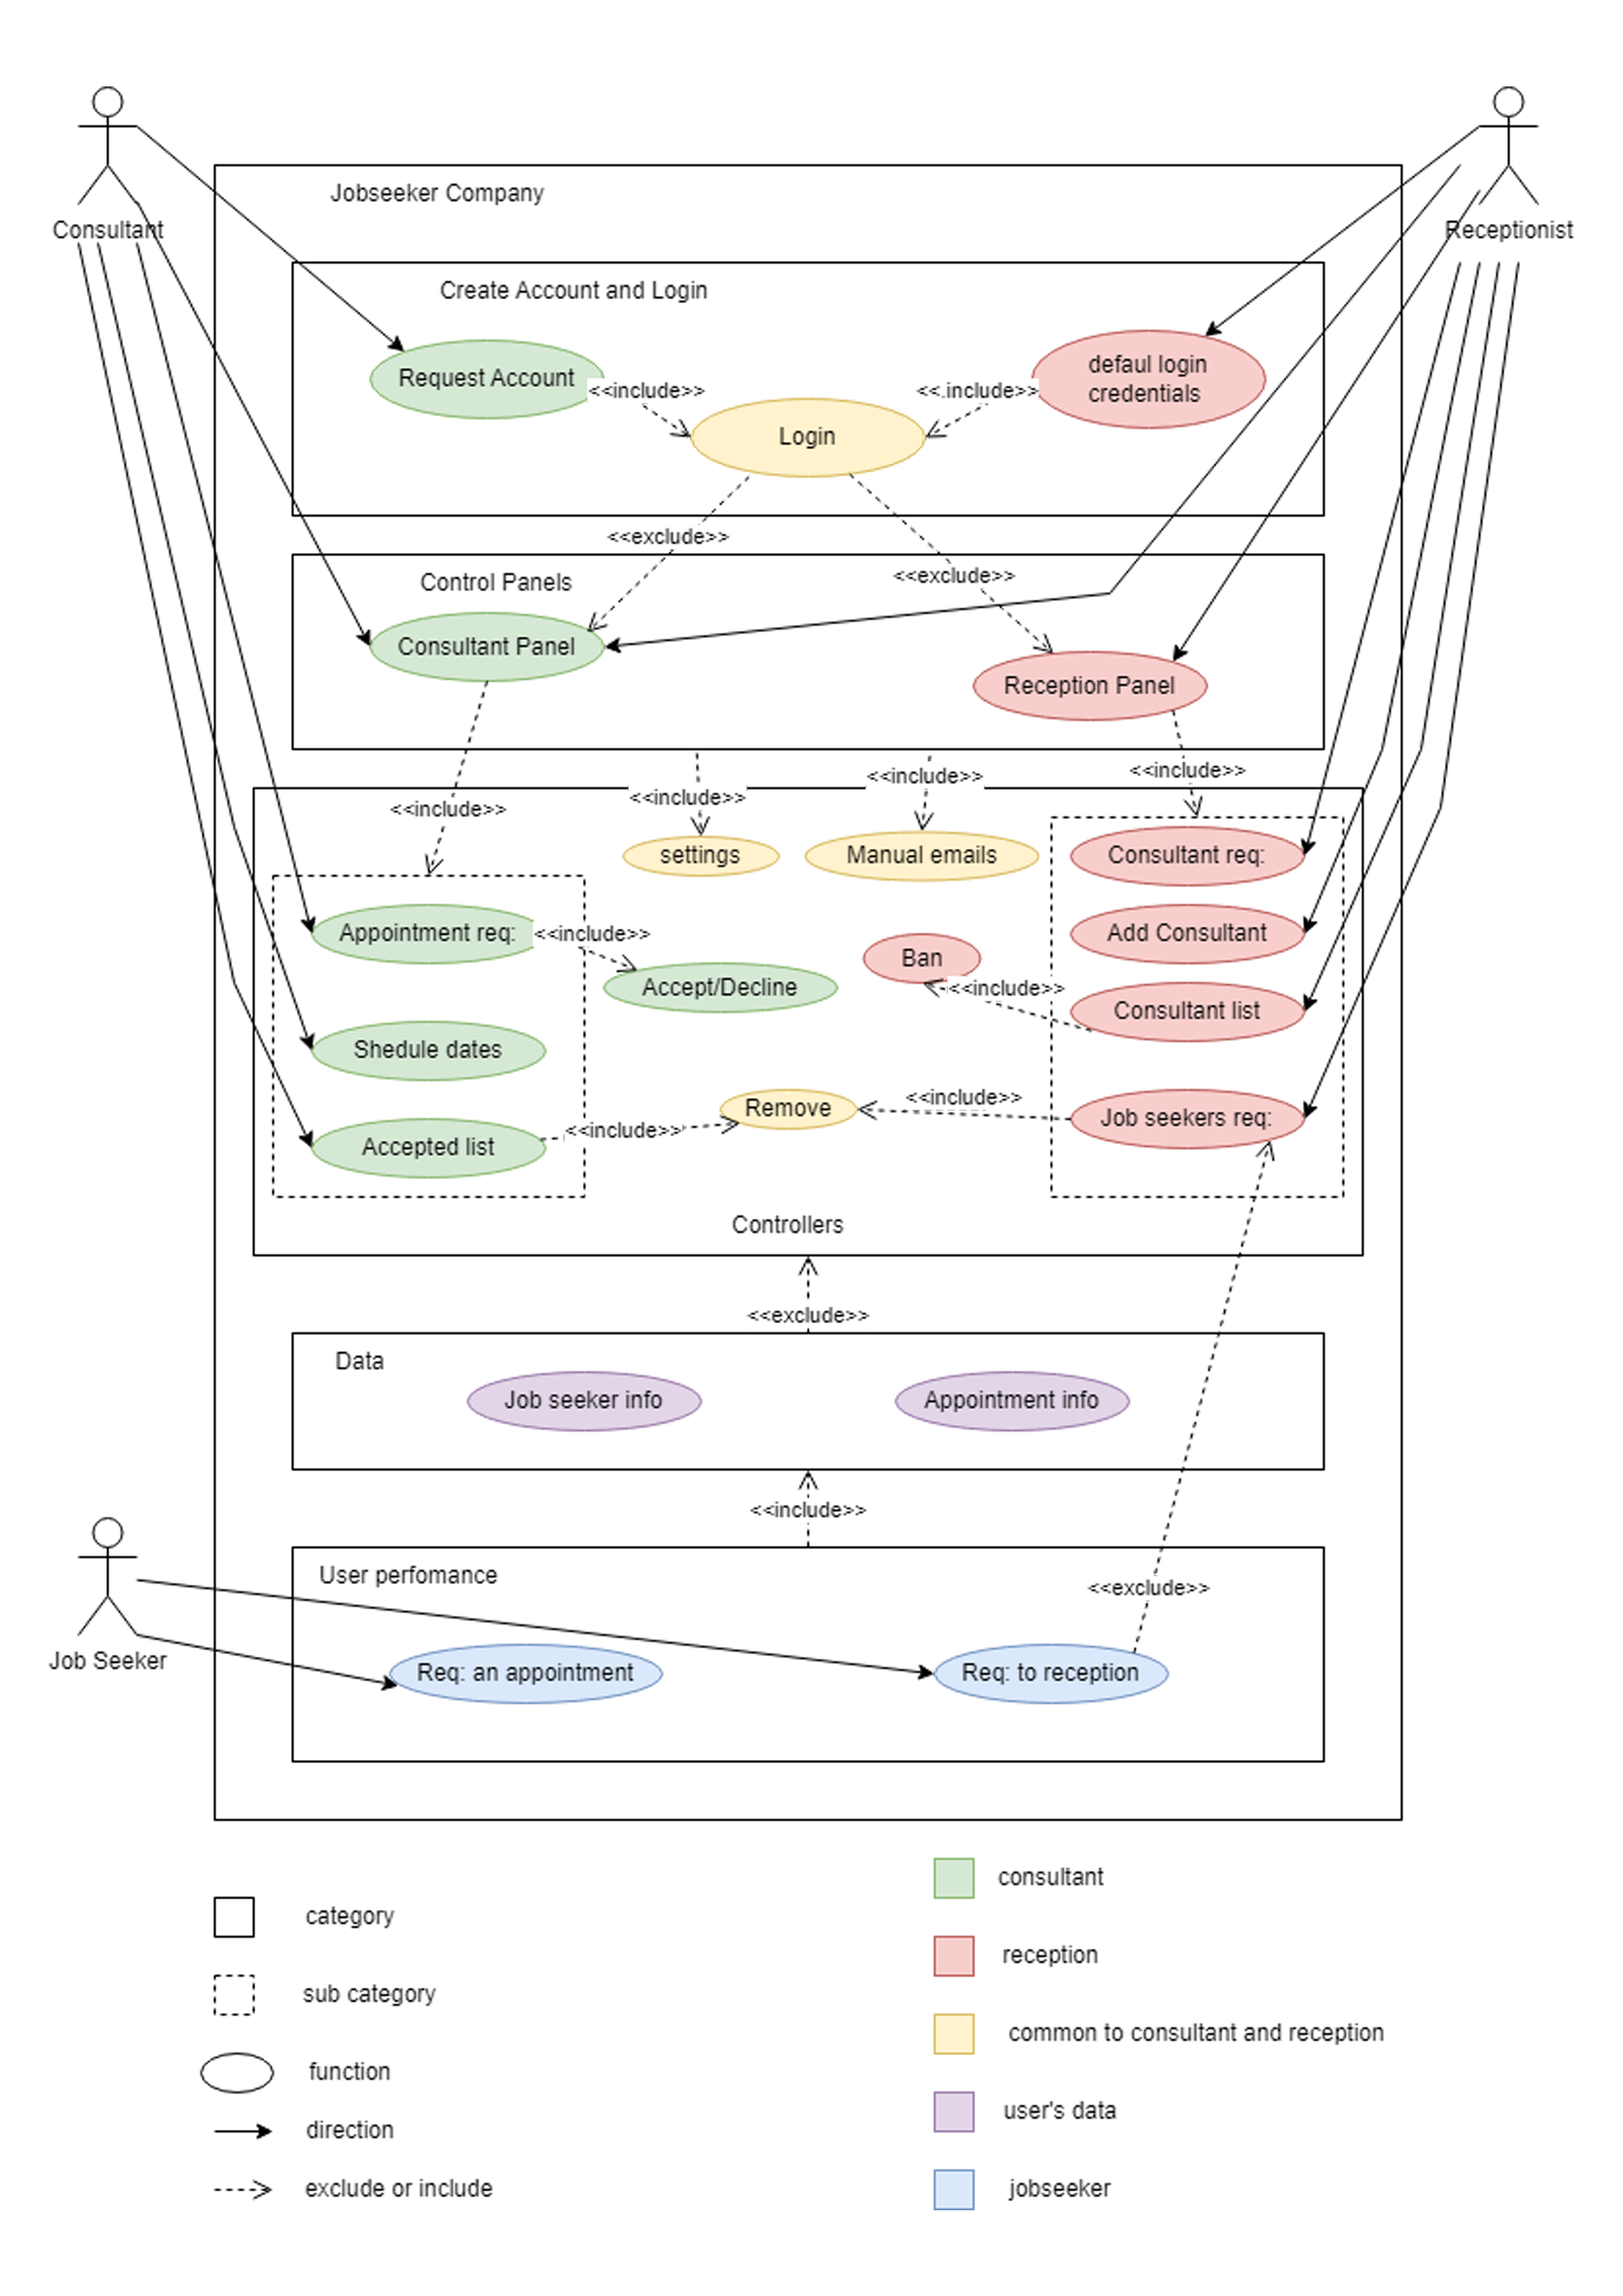 Consultant
Receptionist
Jobseeker Company
Create Account and Login
Request Account
<<include>>
<<.include>>
defaul login
credentials
Login
<<exclude>>
<<exclude>>
Control Panels
Consultant Panel
Reception Panel
<<include>>
<<include>>
<<include>>
<<include>>
settings
Manual emails
Consultant req:
Appointment req:
<<include>>
Add Consultant
Ban
Accept/Decline
<<include>>
Consultant list
Shedule dates
Remove
<<include>>
Job seekers req:
<<include>>
Accepted list
Controllers
<<exclude>>
Data
Job seeker info
Appointment info
<<include>>
User perfomance
<<exclude>>
Job Seeker
Req: an appointment
Req: to reception
category
sub category
function
direction
exclude or include
consultant
reception
common to consultant and reception
user's data
jobseeker